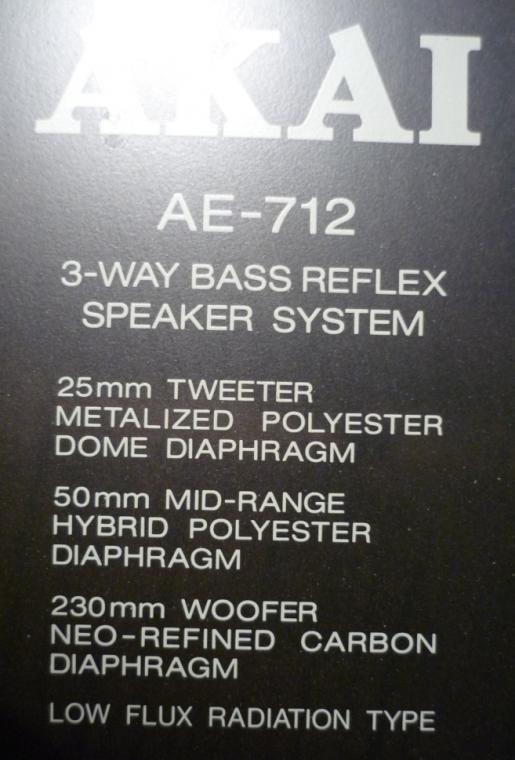 AKAI
AE-712
3-WAY BASS REFLEX
SPEAKER SYSTEM
25mm TWEETER
METALIZED POLYESTER
DOME DIAPHRAGM
50mm MID-RANGE
HYBRID POLYESTER
DIAPHRAGM
230mm WOOFER
NEO-REFINED CARBON
DIAPHRAGM
LOW FLUX RADIATION TYPE